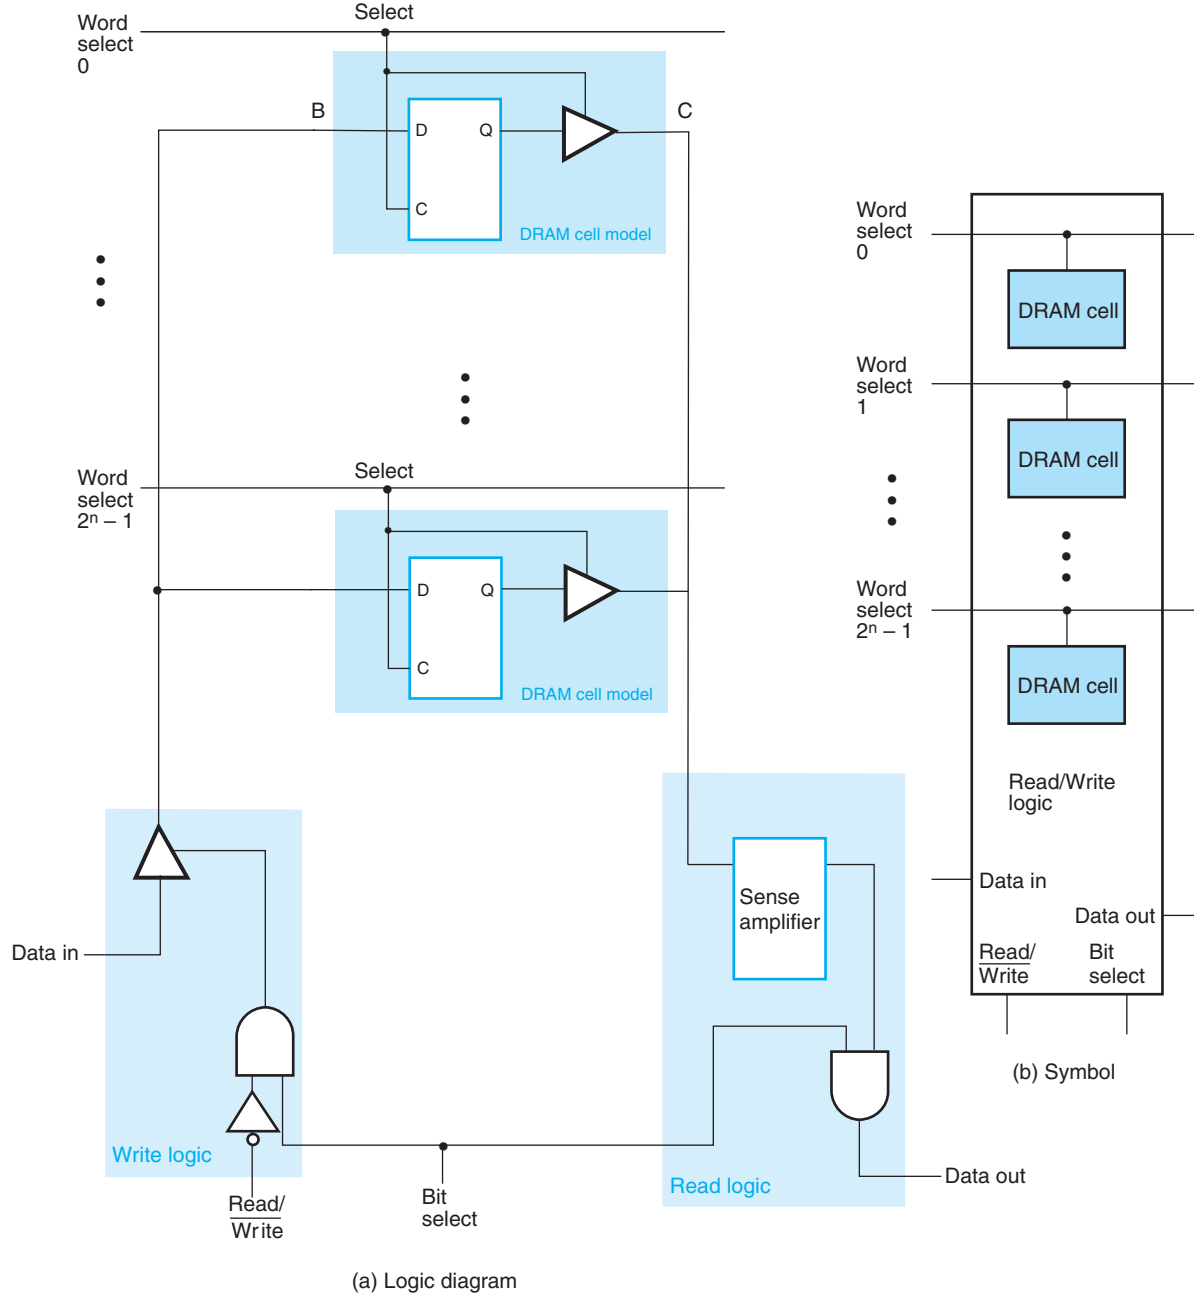 Word
select
0
Select
B
C
D
Q
C
DRAM cell model
Word
select
2ⁿ – 1
Select
D
Q
C
DRAM cell model
Data in
Write logic
Read/
Write
Bit
select
Sense
amplifier
Read logic
Data out
(a) Logic diagram
Word
select
0
DRAM cell
Word
select
1
DRAM cell
Word
select
2ⁿ – 1
DRAM cell
Read/Write
logic
Data in
Data out
Read/
Write
Bit
select
(b) Symbol